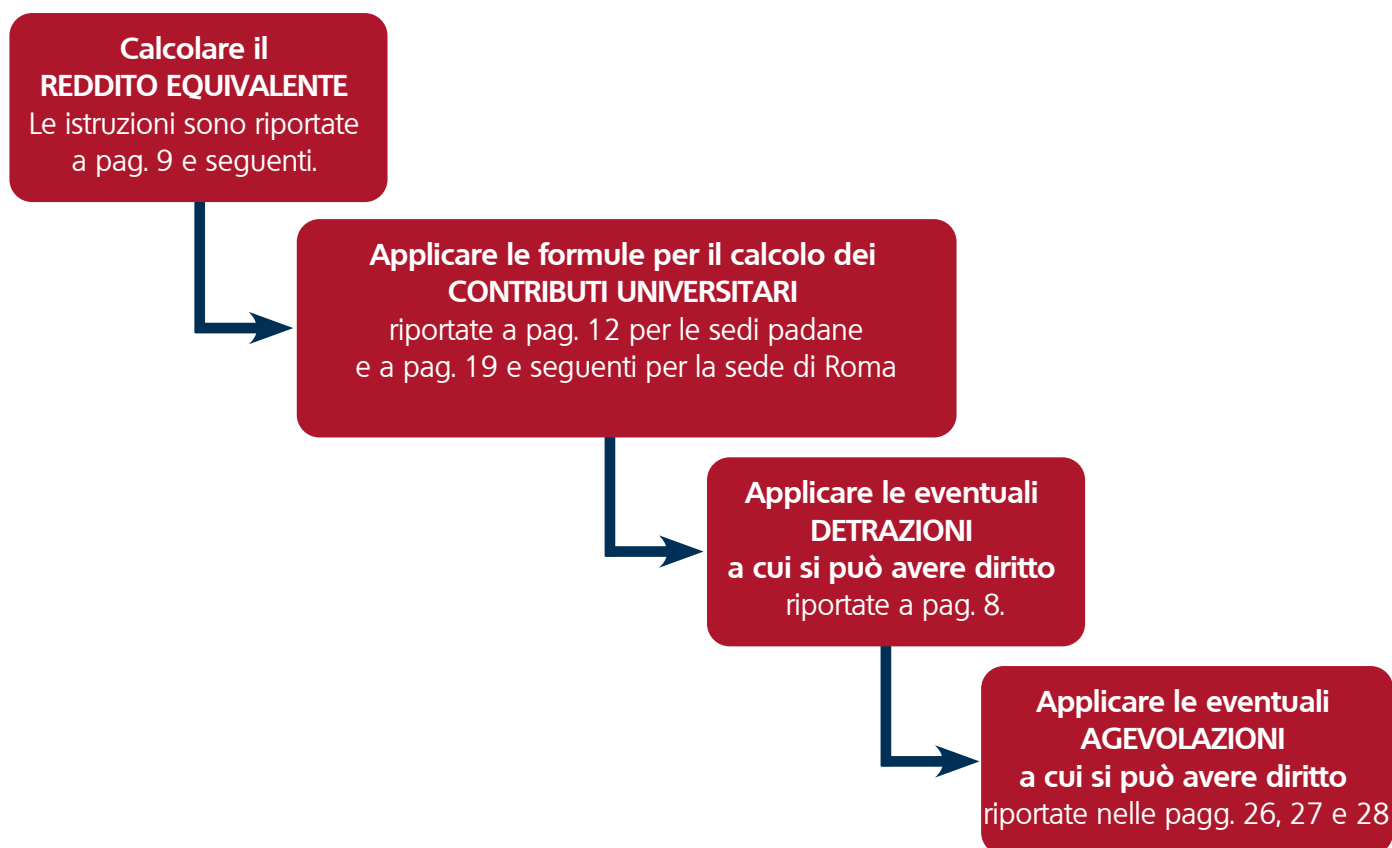 Calcolare il
REDDITO EQUIVALENTE
Le istruzioni sono riportate
a pag. 9 e seguenti.
Applicare le formule per il calcolo dei
CONTRIBUTI UNIVERSITARI
riportate a pag. 12 per le sedi padane
e a pag. 19 e seguenti per la sede di Roma
Applicare le eventuali
DETRAZIONI
a cui si può avere diritto
riportate a pag. 8.
Applicare le eventuali
AGEVOLAZIONI
a cui si può avere diritto
riportate nelle pagg. 26, 27 e 28